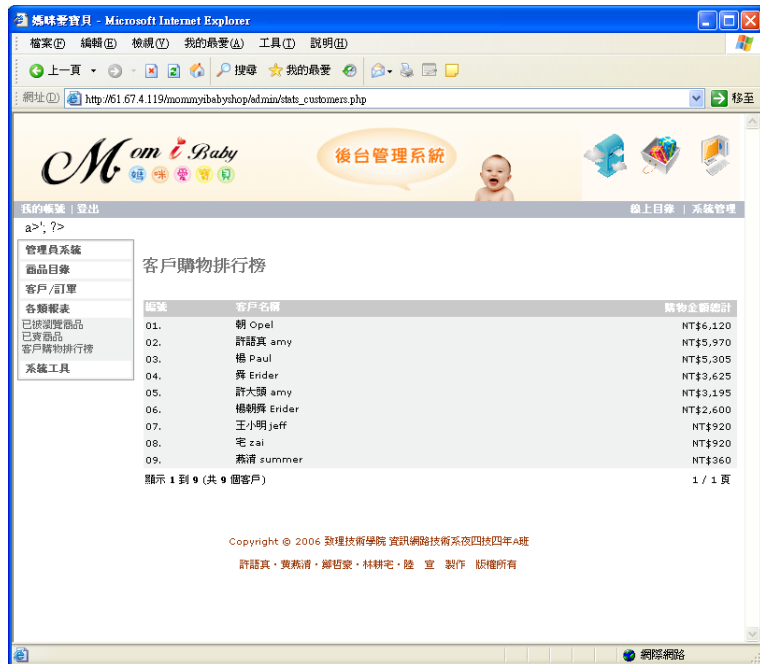 媽咪愛寶貝 - Microsoft Internet Explorer
檔案(F) 編輯(E) 檢視(V) 我的最愛(A) 工具(I) 說明(H)
上一頁 搜尋 我的最愛
網址(D) http://61.67.4.119/mommyibabyshop/admin/stats_customers.php 移至
Mom i Baby
媽咪愛寶貝
後台管理系統
我的帳號 | 登出 線上目錄 | 系統管理
a>'; ?>
管理員系統
商品目錄
客戶/訂單
各類報表
已被瀏覽商品
已賣商品
客戶購物排行榜
系統工具
客戶購物排行榜
編號 客戶名稱 購物金額總計
01. 朝 Opel NT$6,120
02. 許語真 amy NT$5,970
03. 楊 Paul NT$5,305
04. 舜 Erider NT$3,625
05. 許大頭 amy NT$3,195
06. 楊朝舜 Erider NT$2,600
07. 王小明 jeff NT$920
08. 宅 zai NT$920
09. 燕清 summer NT$360
顯示 1 到 9 (共 9 個客戶) 1 / 1 頁
Copyright © 2006 致理技術學院 資訊網路技術系夜四技四年A班
許語真・黃燕清・鄭哲豪・林耕宅・陸 宣 製作 版權所有
網際網路